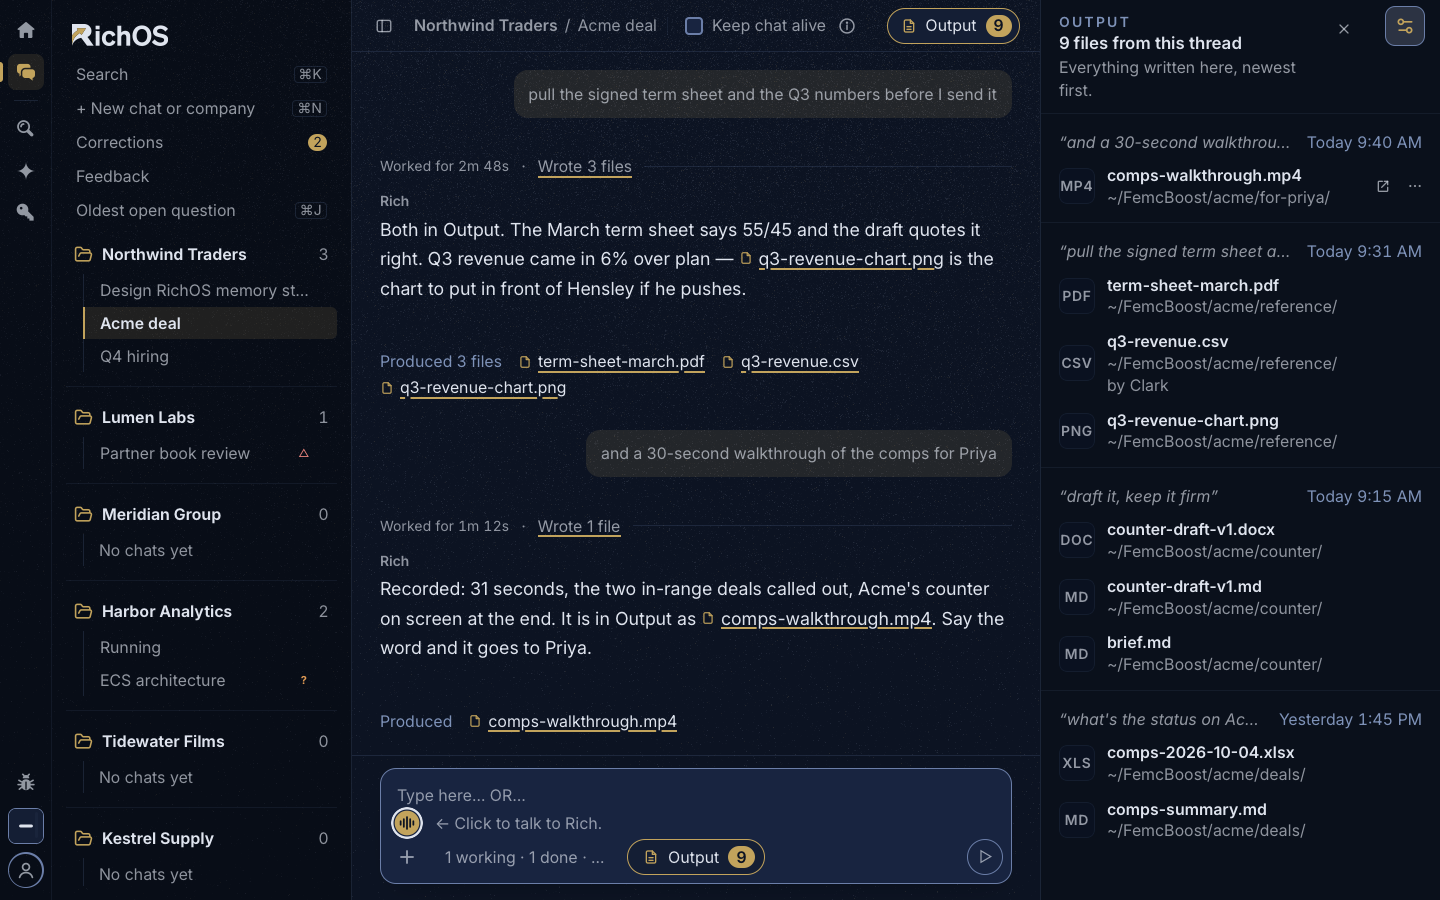 RichOS
Search ⌘K
+ New chat or company ⌘N
Corrections 2
Feedback
Oldest open question ⌘J
Northwind Traders 3
Design RichOS memory st...
Acme deal
Q4 hiring
Lumen Labs 1
Partner book review
Meridian Group 0
No chats yet
Harbor Analytics 2
Running
ECS architecture ?
Tidewater Films 0
No chats yet
Kestrel Supply 0
No chats yet
Northwind Traders / Acme deal Keep chat alive Output 9
pull the signed term sheet and the Q3 numbers before I send it
Worked for 2m 48s · Wrote 3 files
Rich
Both in Output. The March term sheet says 55/45 and the draft quotes it
right. Q3 revenue came in 6% over plan — q3-revenue-chart.png is the
chart to put in front of Hensley if he pushes.
Produced 3 files term-sheet-march.pdf q3-revenue.csv
q3-revenue-chart.png
and a 30-second walkthrough of the comps for Priya
Worked for 1m 12s · Wrote 1 file
Rich
Recorded: 31 seconds, the two in-range deals called out, Acme's counter
on screen at the end. It is in Output as comps-walkthrough.mp4. Say the
word and it goes to Priya.
Produced comps-walkthrough.mp4
Type here... OR...
← Click to talk to Rich.
1 working · 1 done · ... Output 9
OUTPUT
9 files from this thread
Everything written here, newest
first.
“and a 30-second walkthrou... Today 9:40 AM
MP4 comps-walkthrough.mp4
~/FemcBoost/acme/for-priya/
“pull the signed term sheet a... Today 9:31 AM
PDF term-sheet-march.pdf
~/FemcBoost/acme/reference/
CSV q3-revenue.csv
~/FemcBoost/acme/reference/
by Clark
PNG q3-revenue-chart.png
~/FemcBoost/acme/reference/
“draft it, keep it firm” Today 9:15 AM
DOC counter-draft-v1.docx
~/FemcBoost/acme/counter/
MD counter-draft-v1.md
~/FemcBoost/acme/counter/
MD brief.md
~/FemcBoost/acme/counter/
“what's the status on Ac... Yesterday 1:45 PM
XLS comps-2026-10-04.xlsx
~/FemcBoost/acme/deals/
MD comps-summary.md
~/FemcBoost/acme/deals/